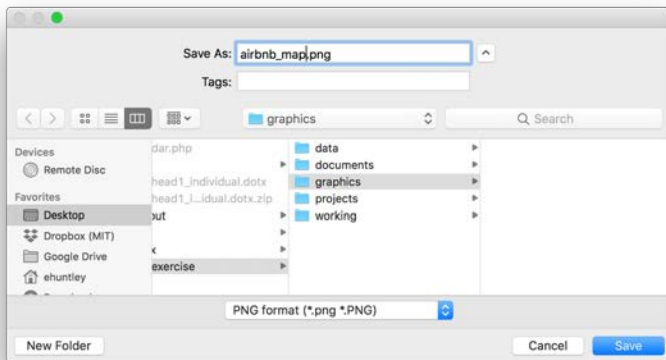 Save As: airbnb_map.png
Tags:
graphics
Search
Devices
Remote Disc
Favorites
Desktop
Dropbox (MIT)
Google Drive
ehuntley
dar.php
head1_individual.dotx
head1_i...idual.dotx.zip
out
x
exercise
data
documents
graphics
projects
working
PNG format (*.png *.PNG)
New Folder
Cancel
Save